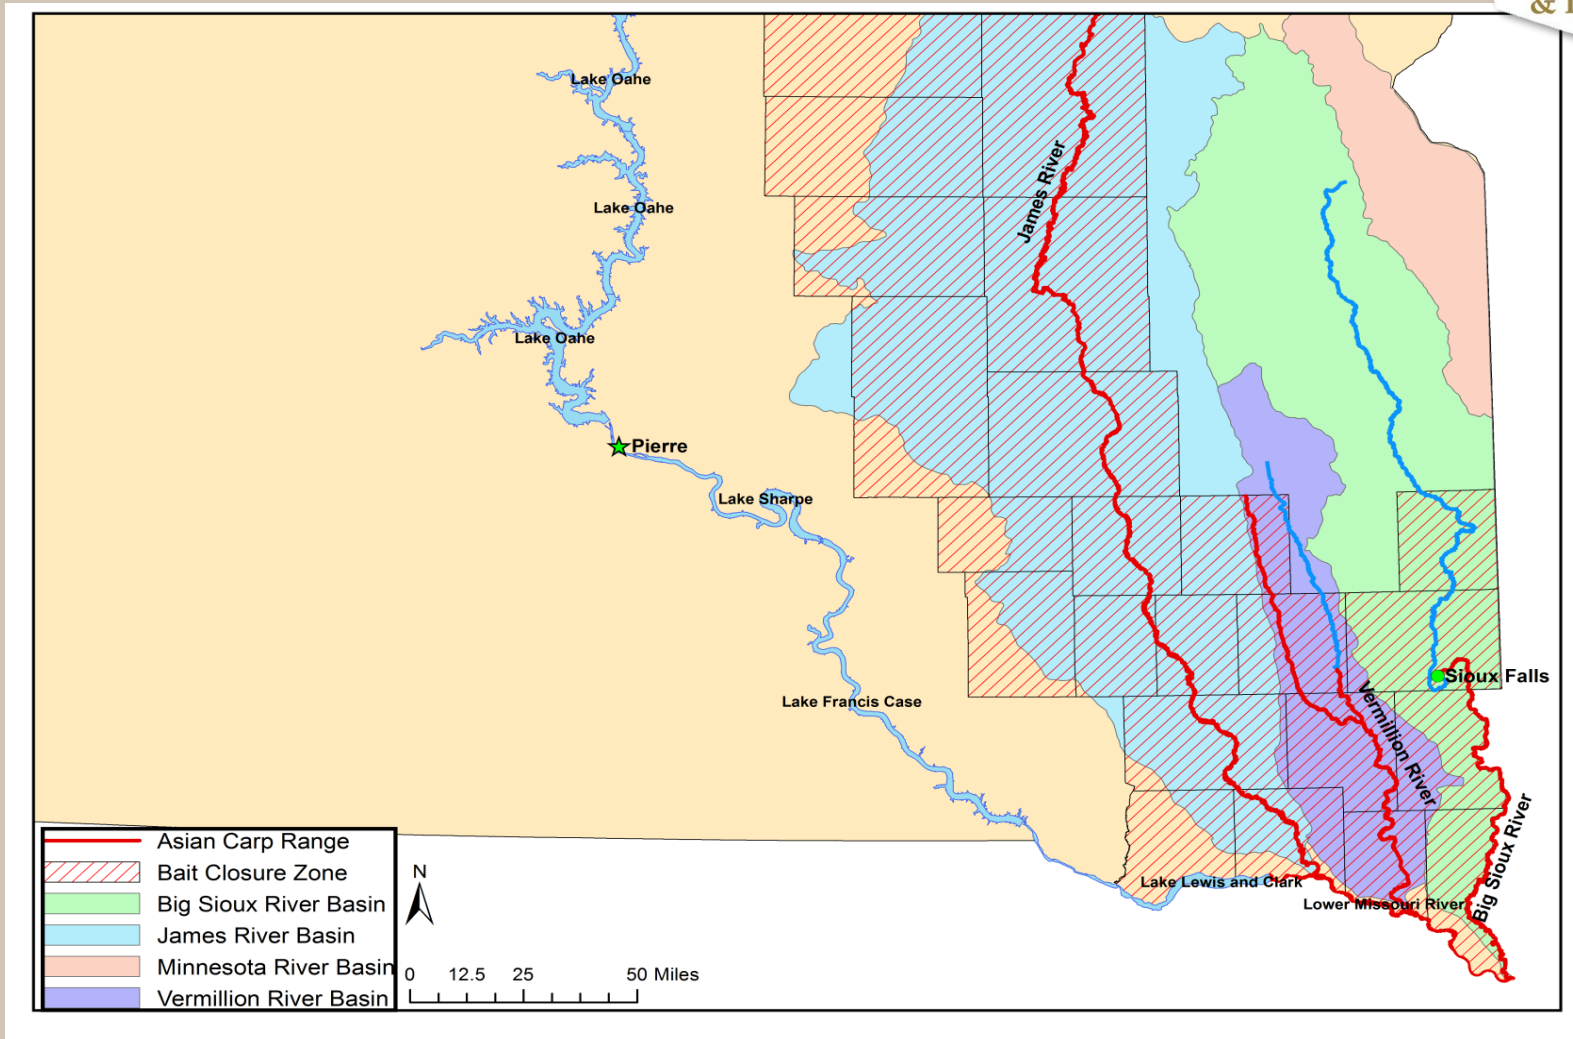 & 
Lake Oahe
James River
Lake Oahe
Lake Oahe
Pierre
Lake Sharpe
Sioux Falls
Vermillion River
Lake Francis Case
Big Sioux River
Lake Lewis and Clark
Lower Missouri River
Asian Carp Range
Bait Closure Zone
Big Sioux River Basin
James River Basin
Minnesota River Basin
Vermillion River Basin
N
0 12.5 25 50 Miles